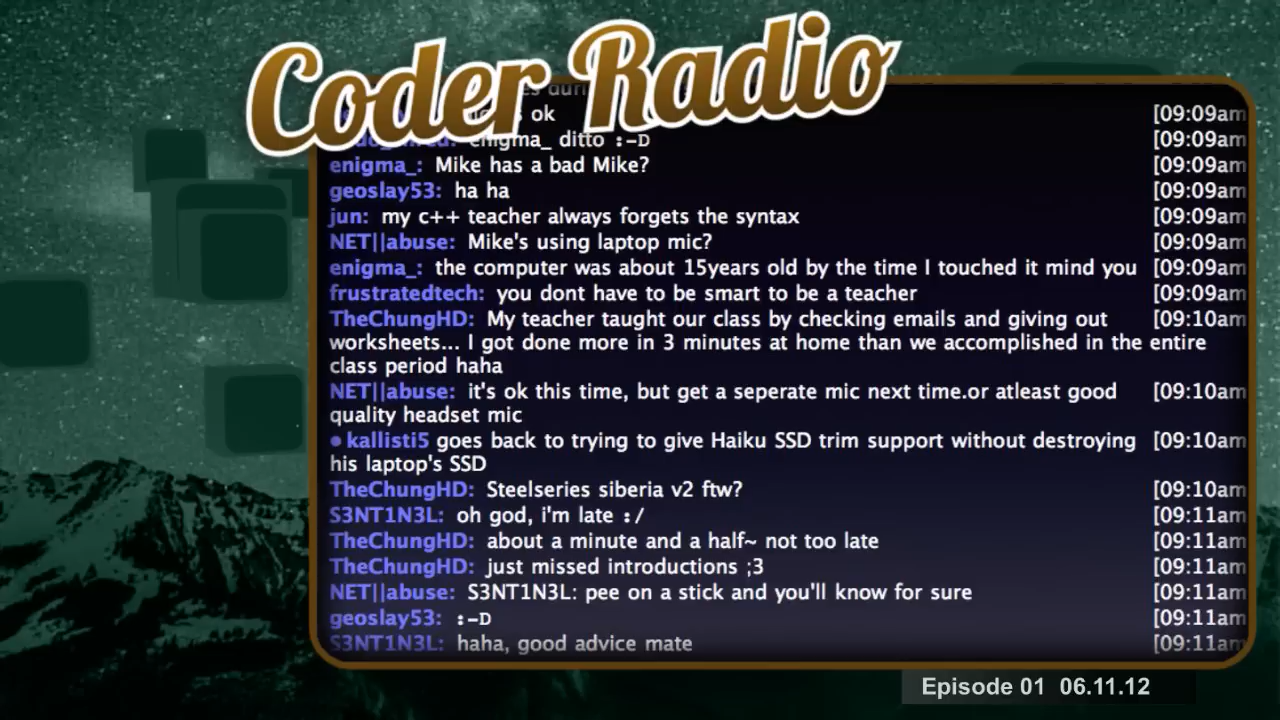 Coder Radio
ok [09:09am
enigma_ ditto :-D [09:09am
enigma_: Mike has a bad Mike? [09:09am
geoslay53: ha ha [09:09am
jun: my c++ teacher always forgets the syntax [09:09am
NET||abuse: Mike's using laptop mic? [09:09am
enigma_: the computer was about 15years old by the time I touched it mind you [09:09am
frustratedtech: you dont have to be smart to be a teacher [09:09am
TheChungHD: My teacher taught our class by checking emails and giving out [09:10am
worksheets... I got done more in 3 minutes at home than we accomplished in the entire
class period haha
NET||abuse: it's ok this time, but get a seperate mic next time.or atleast good [09:10am
quality headset mic
• kallisti5 goes back to trying to give Haiku SSD trim support without destroying [09:10am
his laptop's SSD
TheChungHD: Steelseries siberia v2 ftw? [09:10am
S3NT1N3L: oh god, i'm late :/ [09:11am
TheChungHD: about a minute and a half~ not too late [09:11am
TheChungHD: just missed introductions ;3 [09:11am
NET||abuse: S3NT1N3L: pee on a stick and you'll know for sure [09:11am
geoslay53: :-D [09:11am
S3NT1N3L: haha, good advice mate [09:11am
Episode 01 06.11.12